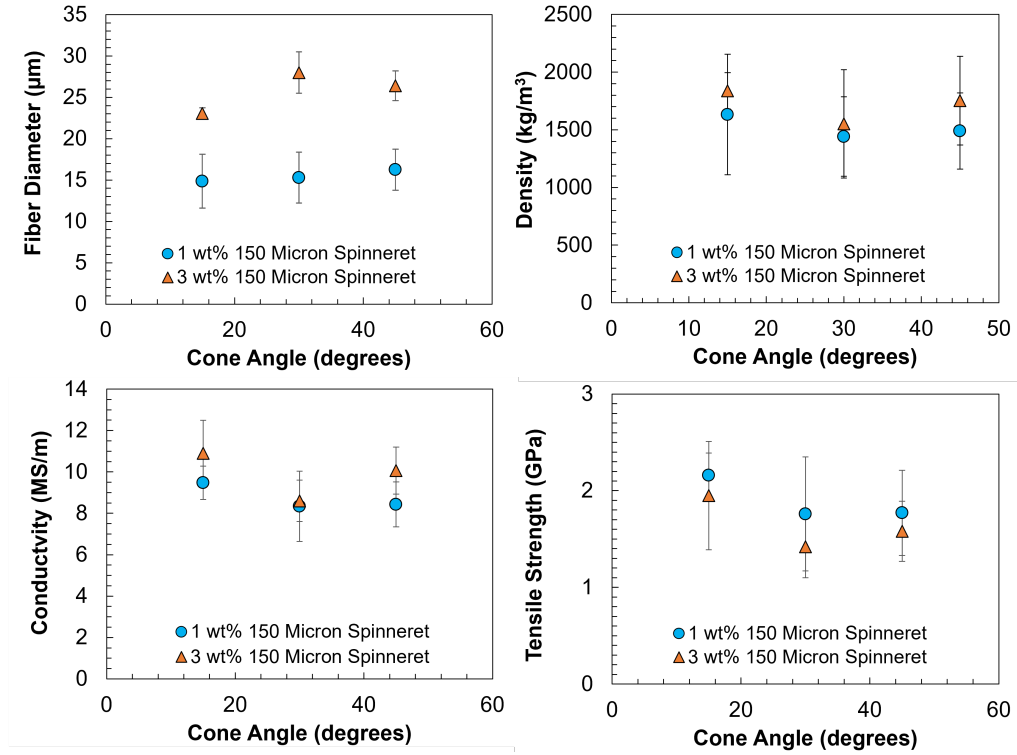 35
30
25
20
15
10
5
0
0 20 40 60
Fiber Diameter (µm)
Cone Angle (degrees)
1 wt% 150 Micron Spinneret
3 wt% 150 Micron Spinneret
2500
2000
1500
1000
500
0
0 10 20 30 40 50
Density (kg/m³)
Cone Angle (degrees)
1 wt% 150 Micron Spinneret
3 wt% 150 Micron Spinneret
14
12
10
8
6
4
2
0
0 20 40 60
Conductvity (MS/m)
Cone Angle (degrees)
1 wt% 150 Micron Spinneret
3 wt% 150 Micron Spinneret
3
2
1
0
0 20 40 60
Tensile Strength (GPa)
Cone Angle (degrees)
1 wt% 150 Micron Spinneret
3 wt% 150 Micron Spinneret